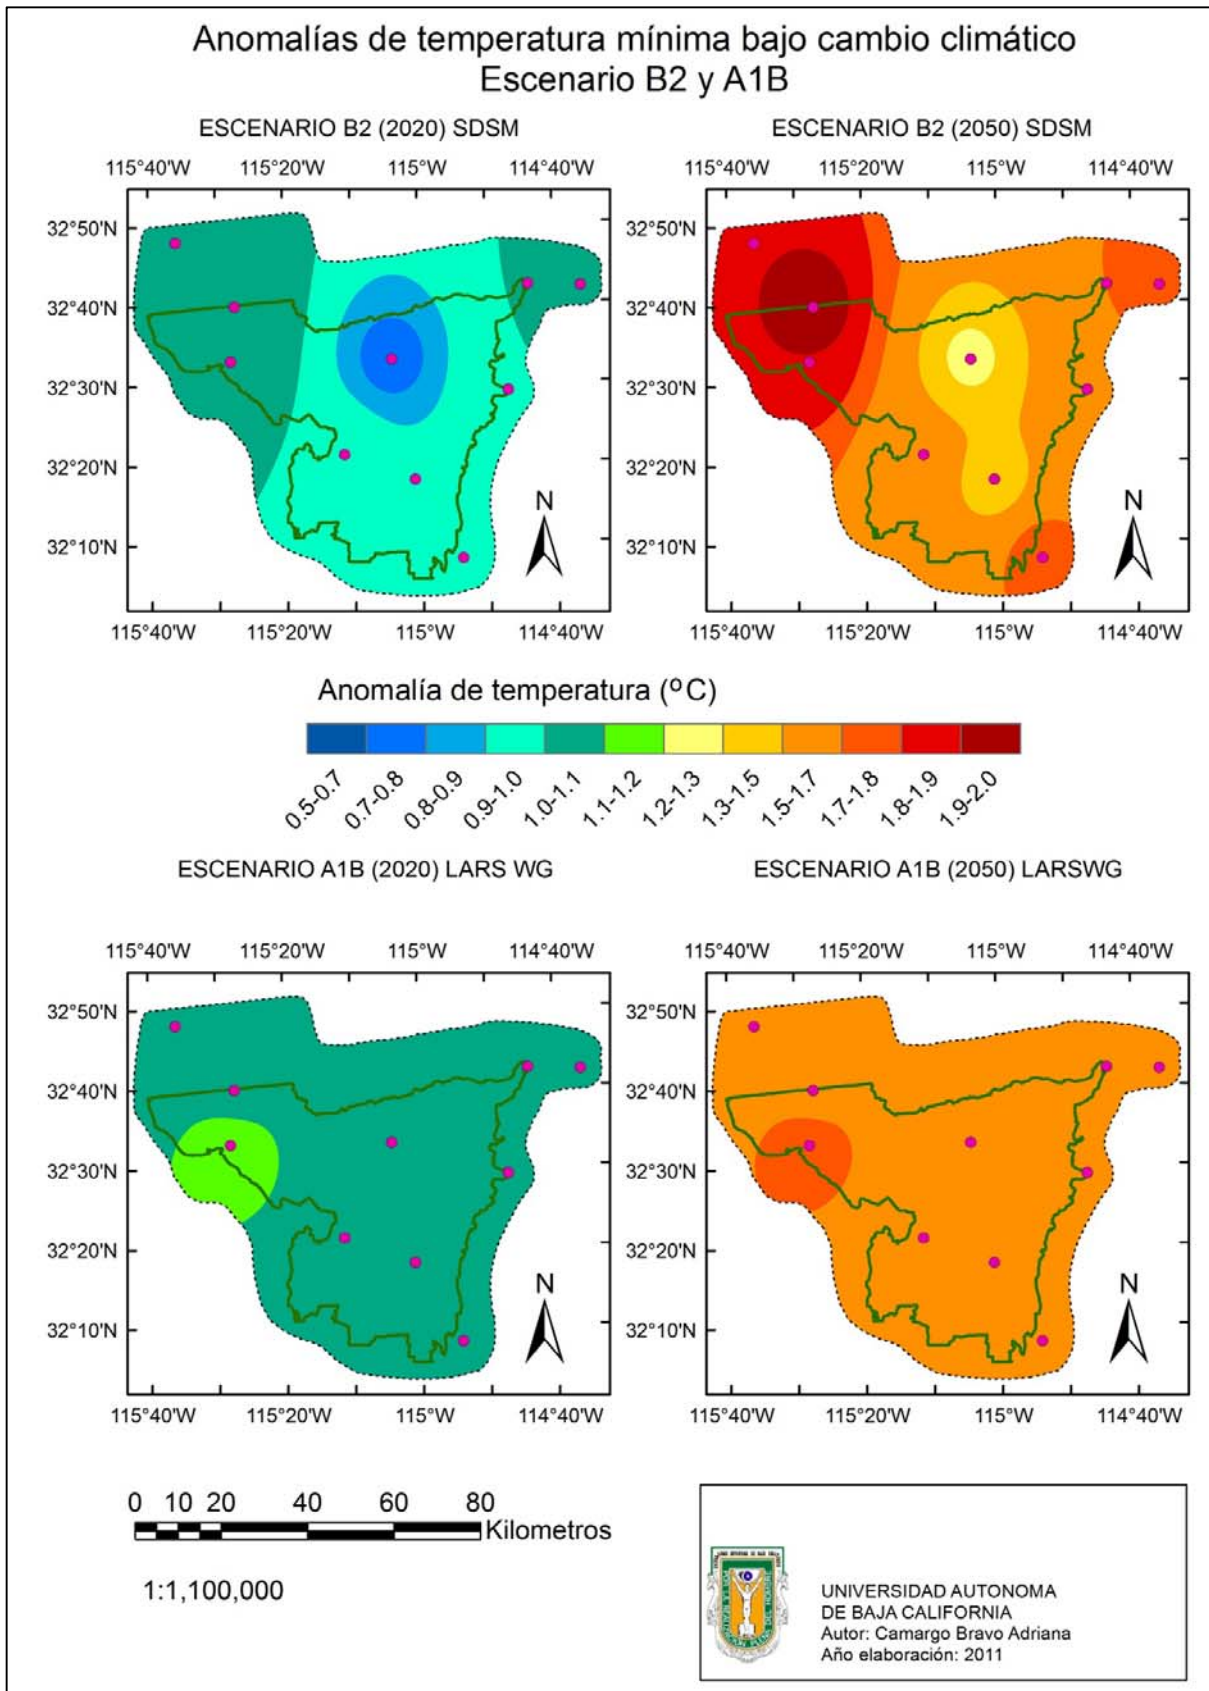 Anomalías de temperatura mínima bajo cambio climático
Escenario B2 y A1B
ESCENARIO B2 (2020) SDSM
ESCENARIO B2 (2050) SDSM
115°40'W 115°20'W 115°W 114°40'W
115°40'W 115°20'W 115°W 114°40'W
32°50'N
32°40'N
32°30'N
32°20'N
32°10'N
N
115°40'W 115°20'W 115°W 114°40'W
32°50'N
32°40'N
32°30'N
32°20'N
32°10'N
N
115°40'W 115°20'W 115°W 114°40'W
Anomalía de temperatura (ºC)
0.5-0.7
0.7-0.8
0.8-0.9
0.9-1.0
1.0-1.1
1.1-1.2
1.2-1.3
1.3-1.5
1.5-1.7
1.7-1.8
1.8-1.9
1.9-2.0
ESCENARIO A1B (2020) LARS WG
ESCENARIO A1B (2050) LARSWG
115°40'W 115°20'W 115°W 114°40'W
115°40'W 115°20'W 115°W 114°40'W
32°50'N
32°40'N
32°30'N
32°20'N
32°10'N
N
115°40'W 115°20'W 115°W 114°40'W
32°50'N
32°40'N
32°30'N
32°20'N
32°10'N
N
115°40'W 115°20'W 115°W 114°40'W
0 10 20 40 60 80
Kilometros
1:1,100,000
UNIVERSIDAD AUTONOMA
DE BAJA CALIFORNIA
Autor: Camargo Bravo Adriana
Año elaboración: 2011